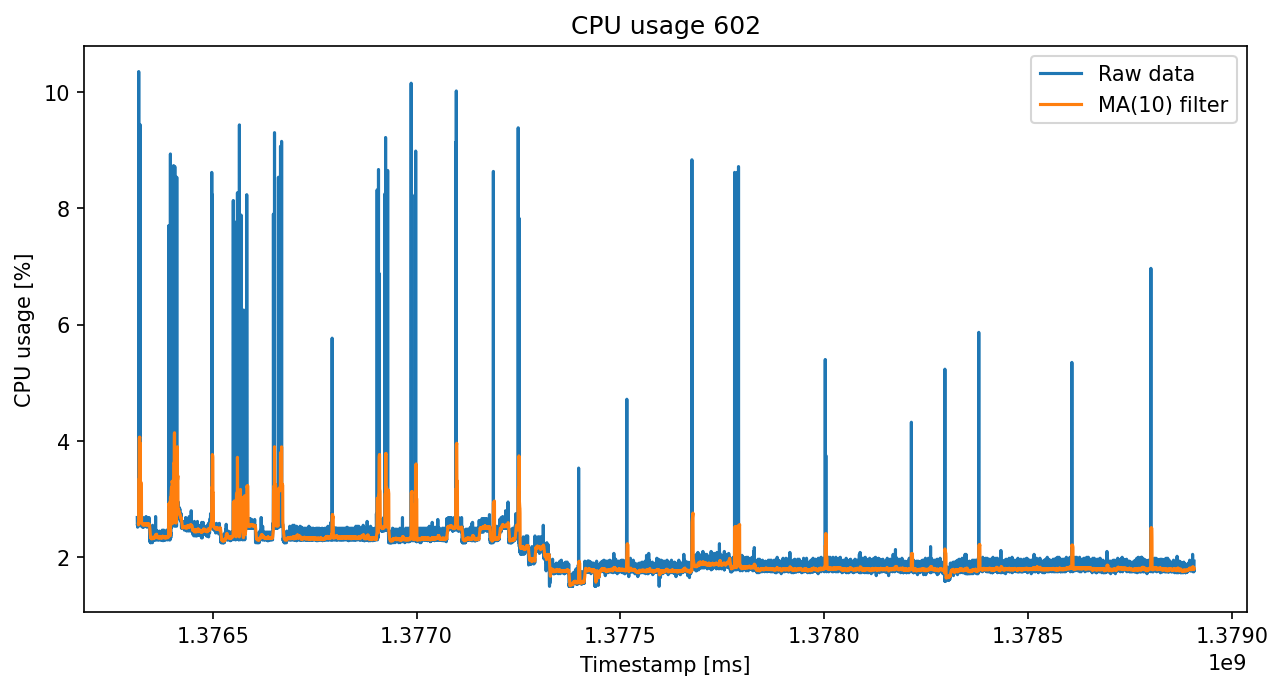 CPU usage 602
Raw data
MA(10) filter
CPU usage [%]
10
8
6
4
2
1.3765 1.3770 1.3775 1.3780 1.3785 1.3790
1e9
Timestamp [ms]